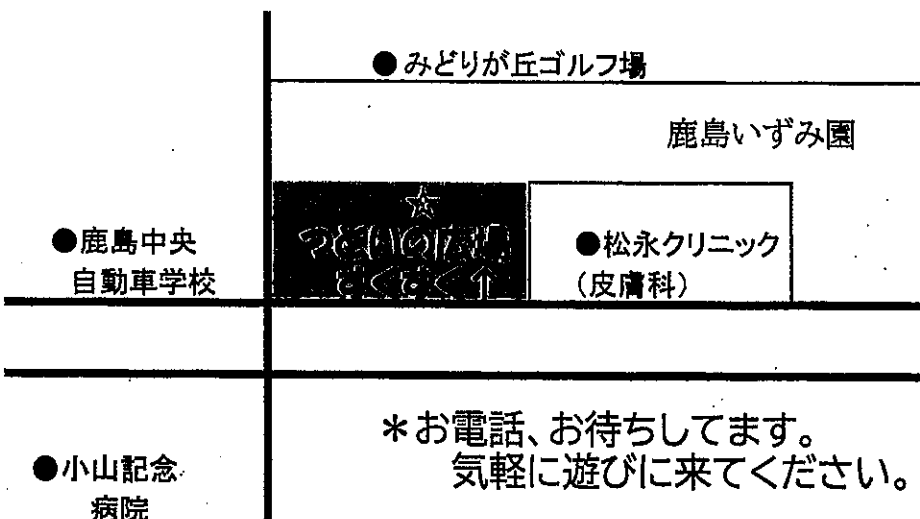 ●みどりが丘ゴルフ場
鹿島いずみ園
☆
つどいの広場
すくすく↑
●鹿島中央
自動車学校
●松永クリニック
(皮膚科)
＊お電話、お待ちしてます。
気軽に遊びに来てください。
●小山記念
病院